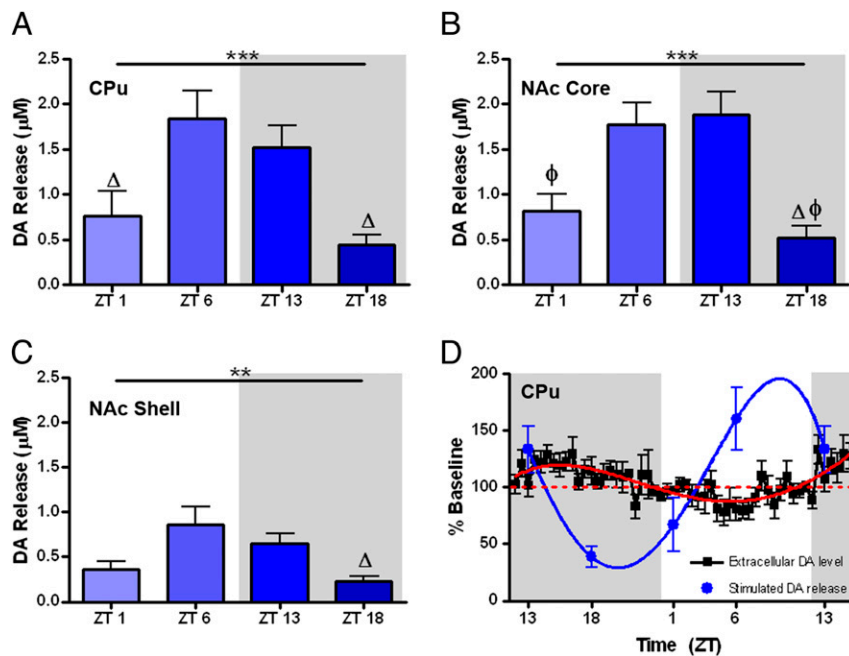 A
***
CPu
DA Release (μM)
2.5
2.0
1.5
1.0
0.5
0.0
Δ
Δ
ZT 1 ZT 6 ZT 13 ZT 18
B
***
NAc Core
DA Release (μM)
2.5
2.0
1.5
1.0
0.5
0.0
ϕ
Δ ϕ
ZT 1 ZT 6 ZT 13 ZT 18
C
**
NAc Shell
DA Release (μM)
2.5
2.0
1.5
1.0
0.5
0.0
Δ
ZT 1 ZT 6 ZT 13 ZT 18
D
CPu
% Baseline
200
150
100
50
0
Extracellular DA level
Stimulated DA release
13 18 1 6 13
Time (ZT)